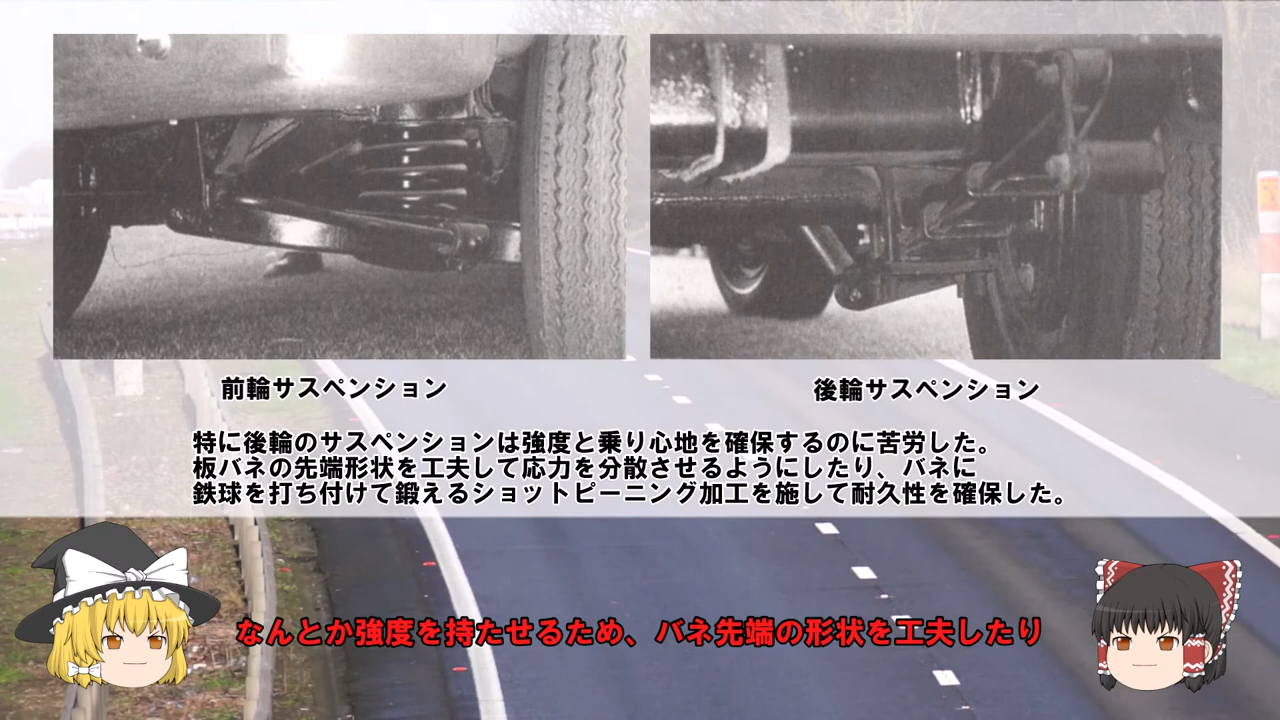 前輪サスペンション
後輪サスペンション
特に後輪のサスペンションは強度と乗り心地を確保するのに苦労した。
板バネの先端形状を工夫して応力を分散させるようにしたり、バネに
鉄球を打ち付けて鍛えるショットピーニング加工を施して耐久性を確保した。
なんとか強度を持たせるため、バネ先端の形状を工夫したり